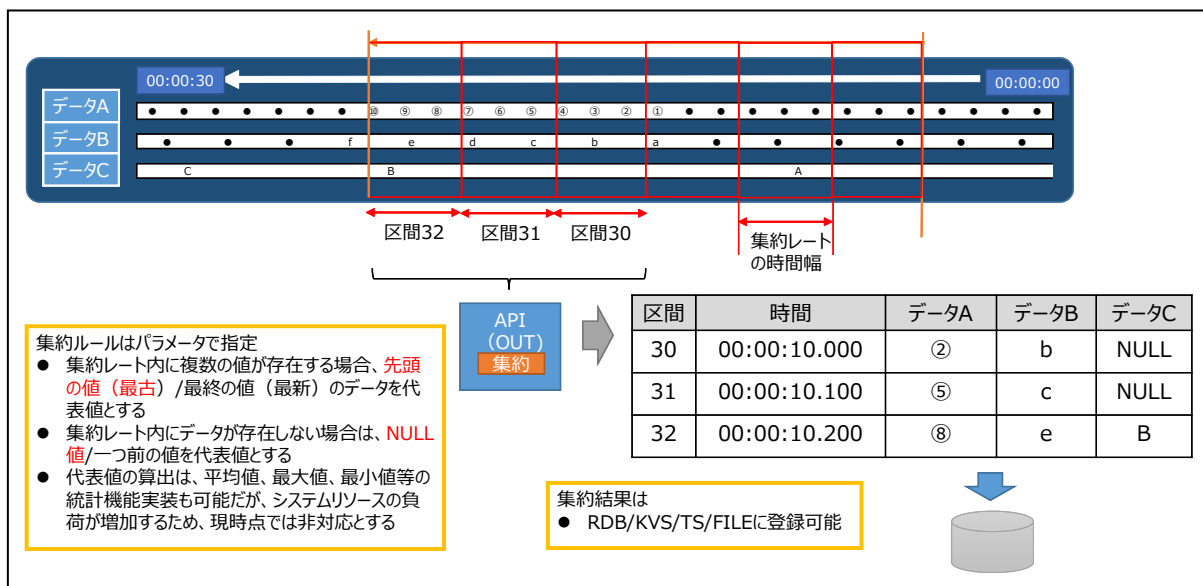 00:00:30
00:00:00
データA
⑩ ⑨ ⑧ ⑦ ⑥ ⑤ ④ ③ ② ①
データB
f e d c b a
データC
C B A
区間32
区間31
区間30
集約レート
の時間幅
API
(OUT)
集約
区間 時間 データA データB データC
30 00:00:10.000 ② b NULL
31 00:00:10.100 ⑤ c NULL
32 00:00:10.200 ⑧ e B
集約ルールはパラメータで指定
● 集約レート内に複数の値が存在する場合、先頭
の値（最古）/最終の値（最新）のデータを代
表値とする
● 集約レート内にデータが存在しない場合は、NULL
値/一つ前の値を代表値とする
● 代表値の算出は、平均値、最大値、最小値等の
統計機能実装も可能だが、システムリソースの負
荷が増加するため、現時点では非対応とする
集約結果は
● RDB/KVS/TS/FILEに登録可能